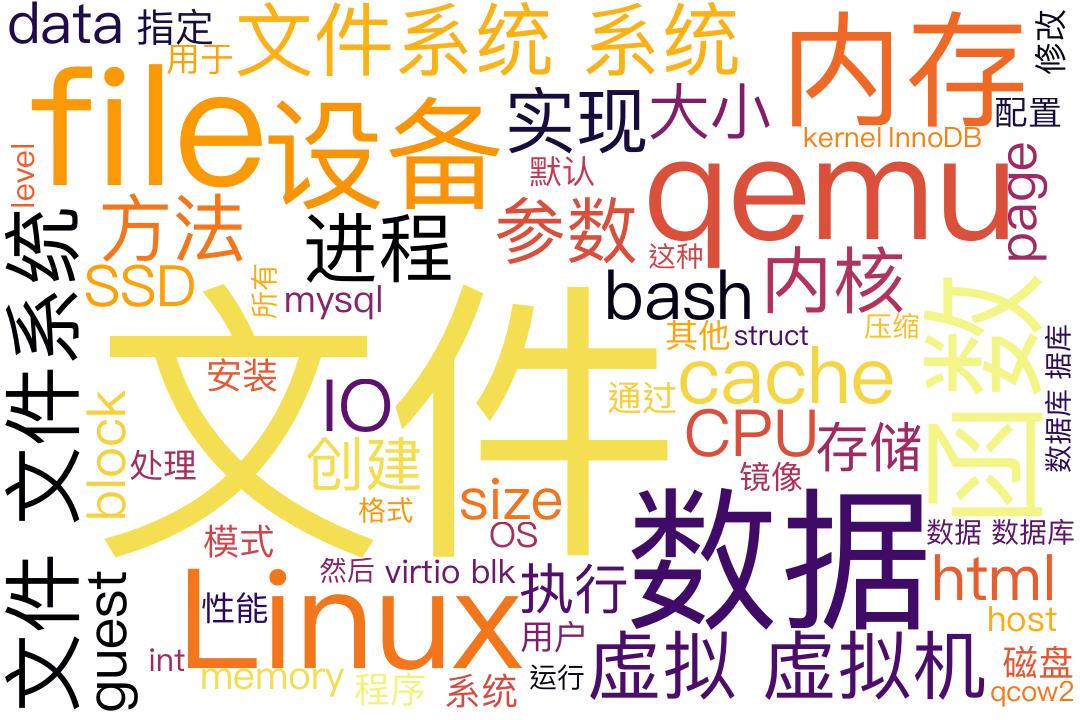 data 指定
用于
文件系统 系统
内存
修改
file
设备
实现
大小
配置
kernel
InnoDB
level
默认
qemu
page
方法
进程
参数
这种
内核
SSD
所有
mysql
bash
文件系统 文件
文件
其他
struct
压缩
函数
数据库 据库
安装
IO
通过
cache
block
处理
创建
CPU
存储
镜像
格式
size
OS
数据
数据 数据库
模式
然后
virtio blk
执行
html
文件
guest
性能
Linux
用户
host
int
memory
程序
系统
运行
虚拟 虚拟机
磁盘
qcow2